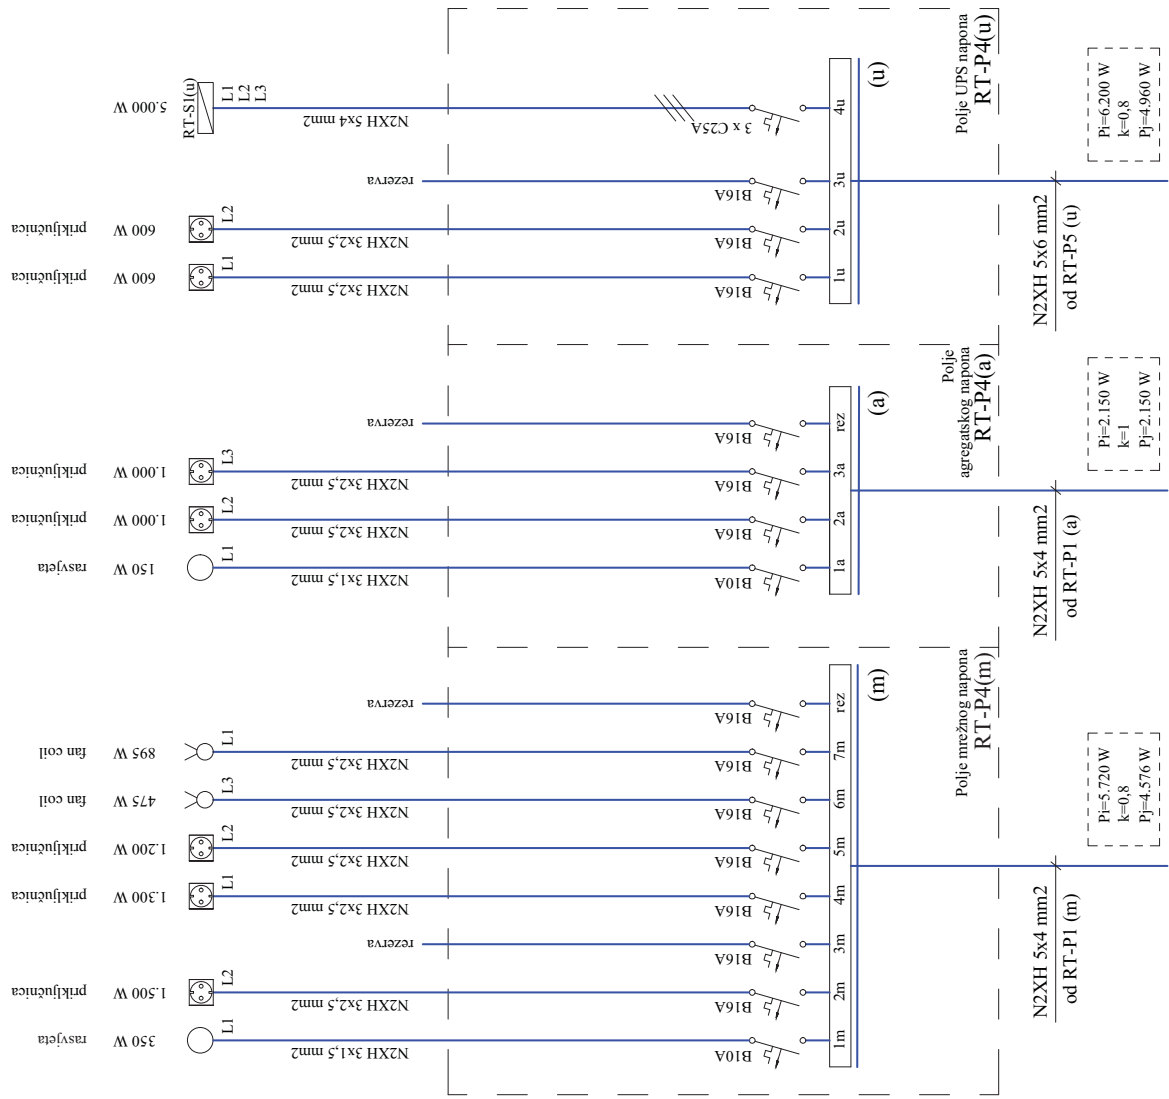 Polje mrežnog napona
RT-P4(m)
(m)
350 W
rasvjeta
L1
N2XH 3x1,5 mm2
B10A
1m
1.500 W
priključnica
L2
N2XH 3x2,5 mm2
B16A
2m
rezerva
B16A
3m
1.300 W
priključnica
L1
N2XH 3x2,5 mm2
B16A
4m
1.200 W
priključnica
L2
N2XH 3x2,5 mm2
B16A
5m
475 W
fan coil
L3
N2XH 3x2,5 mm2
B16A
6m
895 W
fan coil
L1
N2XH 3x2,5 mm2
B16A
7m
rezerva
B16A
rez
N2XH 5x4 mm2
od RT-P1 (m)
Pi=5.720 W
k=0,8
Pj=4.576 W
Polje
agregatskog napona
RT-P4(a)
(a)
150 W
rasvjeta
L1
N2XH 3x1,5 mm2
B10A
1a
1.000 W
priključnica
L2
N2XH 3x2,5 mm2
B16A
2a
1.000 W
priključnica
L3
N2XH 3x2,5 mm2
B16A
3a
rezerva
B16A
rez
N2XH 5x4 mm2
od RT-P1 (a)
Pi=2.150 W
k=1
Pj=2.150 W
Polje UPS napona
RT-P4(u)
(u)
600 W
priključnica
L1
N2XH 3x2,5 mm2
B16A
1u
600 W
priključnica
L2
N2XH 3x2,5 mm2
B16A
2u
rezerva
B16A
3u
5.000 W
RT-S1(u)
L1
L2
L3
N2XH 5x4 mm2
3 x C25A
4u
N2XH 5x6 mm2
od RT-P5 (u)
Pi=6.200 W
k=0,8
Pj=4.960 W